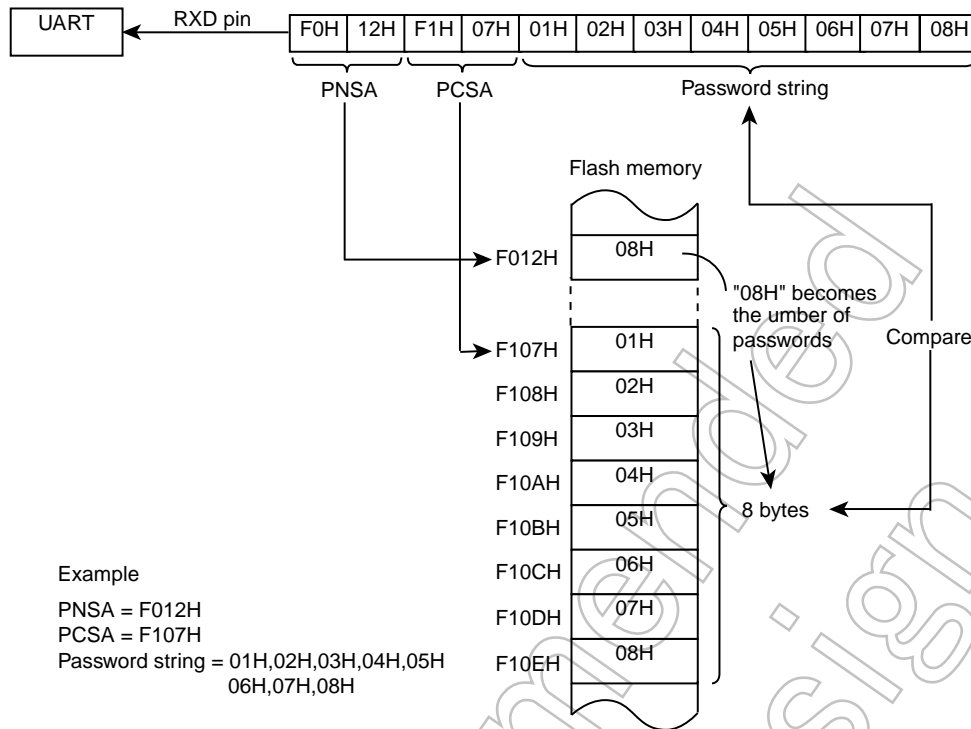 UART
RXD pin
F0H 12H F1H 07H 01H 02H 03H 04H 05H 06H 07H 08H
PNSA PCSA Password string
Flash memory
F012H 08H
"08H" becomes
the umber of
passwords
Compare
F107H 01H
F108H 02H
F109H 03H
F10AH 04H
F10BH 05H
8 bytes
F10CH 06H
F10DH 07H
F10EH 08H
Example
PNSA = F012H
PCSA = F107H
Password string = 01H,02H,03H,04H,05H
06H,07H,08H